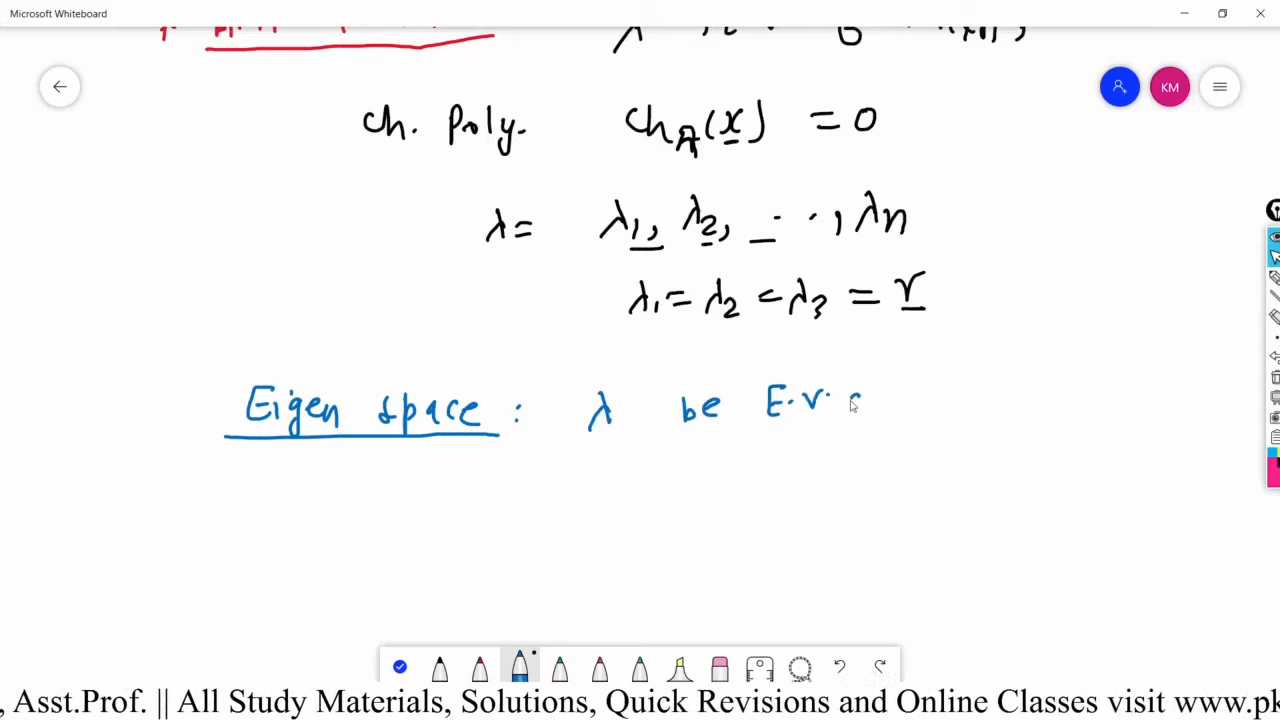 Microsoft Whiteboard
KM
ch. Poly. ch_A(x) = 0
λ = λ1, λ2, - . ., λn
λ1 = λ2 = λ3 = r
Eigen space : λ be E.V.
, Asst.Prof. || All Study Materials, Solutions, Quick Revisions and Online Classes visit www.pk